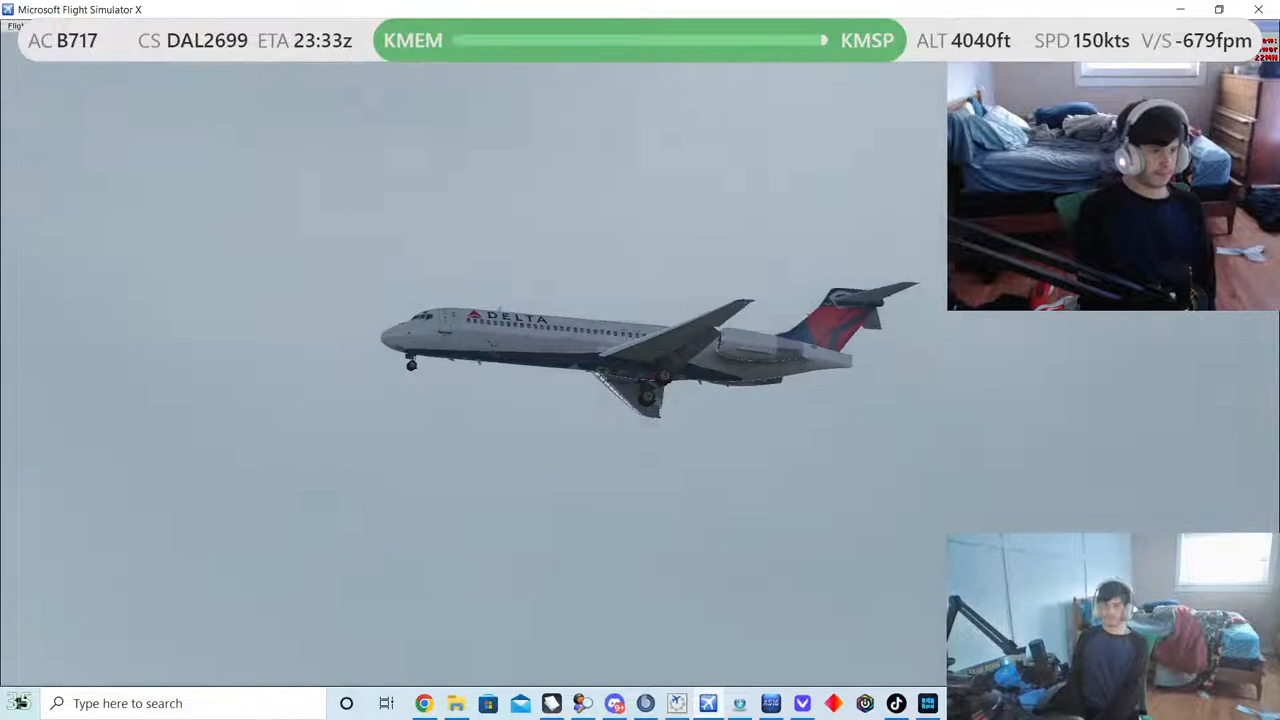 Microsoft Flight Simulator X
AC B717 CS DAL2699 ETA 23:33z KMEM KMSP ALT 4040ft SPD 150kts V/S -679fpm
DELTA
Type here to search